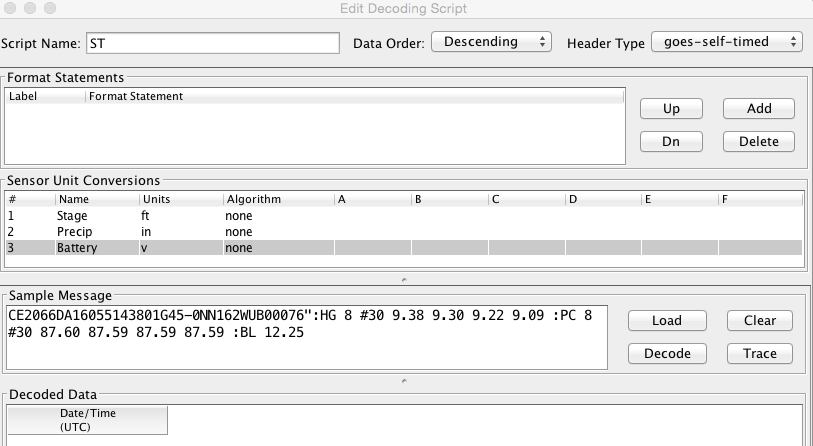 Edit Decoding Script
Script Name: ST Data Order: Descending Header Type goes-self-timed
Format Statements
Label Format Statement
Up Add
Dn Delete
Sensor Unit Conversions
# Name Units Algorithm A B C D E F
1 Stage ft none
2 Precip in none
3 Battery v none
Sample Message
CE2066DA16055143801G45-0NN162WUB00076":HG 8 #30 9.38 9.30 9.22 9.09 :PC 8
#30 87.60 87.59 87.59 87.59 :BL 12.25
Load Clear
Decode Trace
Decoded Data
Date/Time
(UTC)